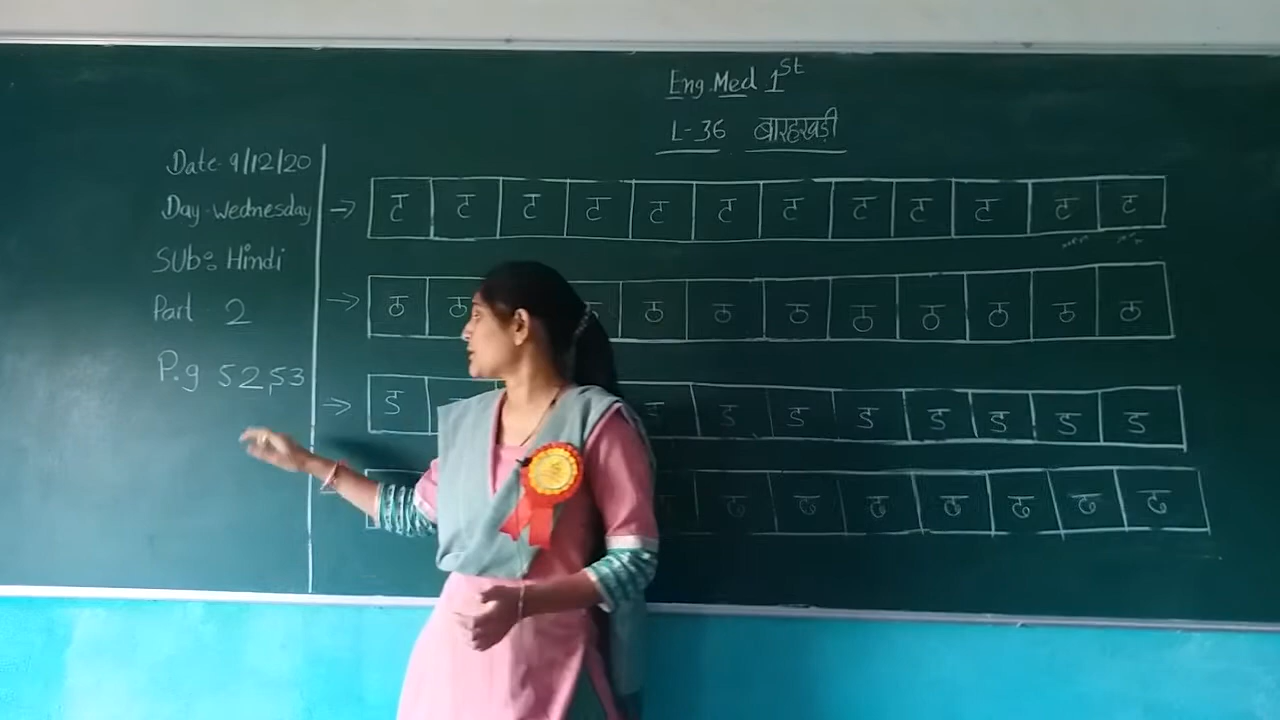 Eng.Med 1st
L-36 बारहखड़ी
Date 9/12/20
Day-Wednesday
Sub: Hindi
Part 2
P.g 52,53
→ ट ट ट ट ट ट ट ट ट ट ट ट
→ ठ ठ ठ ठ ठ ठ ठ ठ ठ ठ
→ ड ड ड ड ड ड ड ड ड
ढ ढ ढ ढ ढ ढ ढ